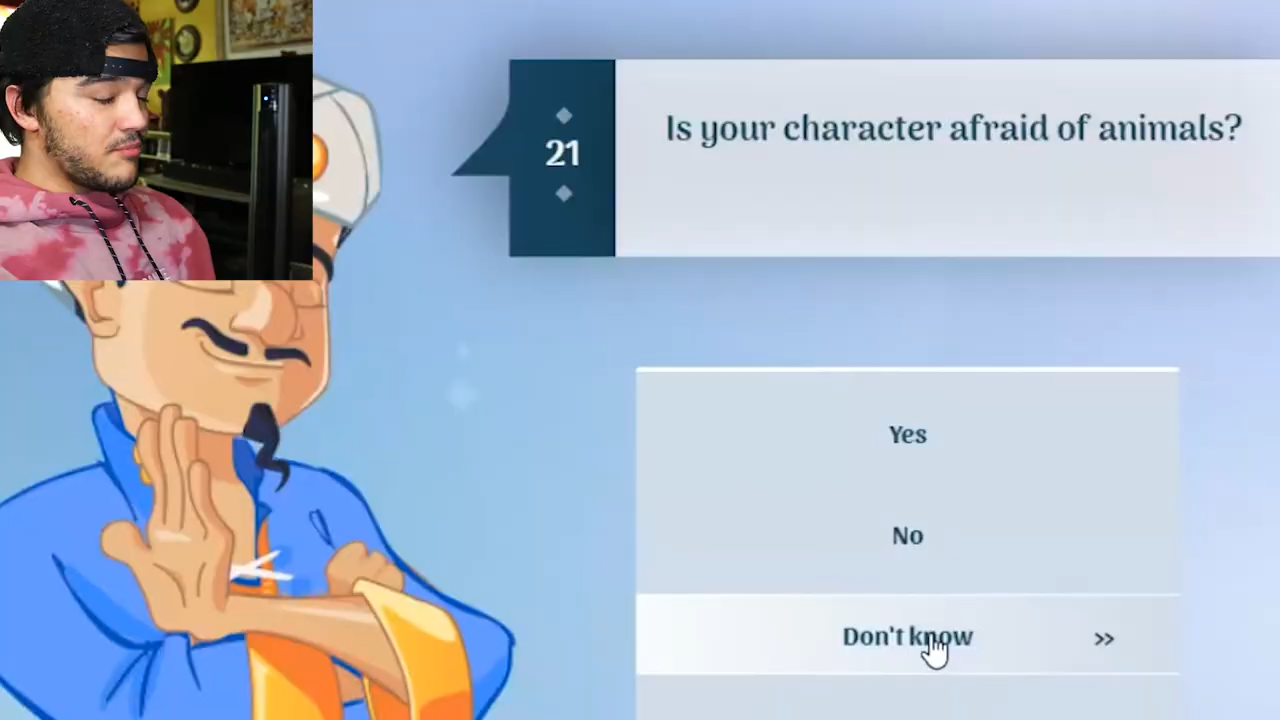 Is your character afraid of animals?
21
Yes
No
Don't know >>